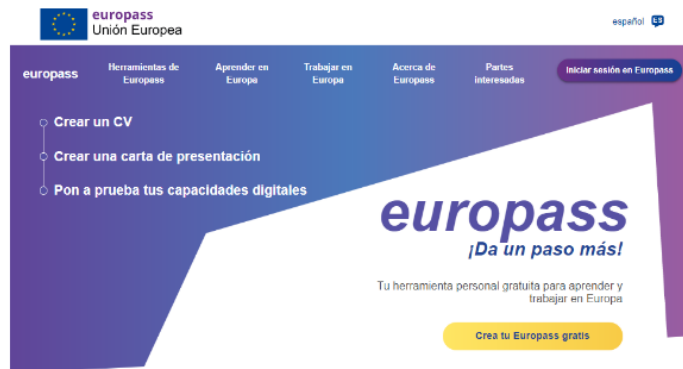 europass
Unión Europea
español ES
europass
Herramientas de Europass
Aprender en Europa
Trabajar en Europa
Acerca de Europass
Partes interesadas
Iniciar sesión en Europass
Crear un CV
Crear una carta de presentación
Pon a prueba tus capacidades digitales
europass
¡Da un paso más!
Tu herramienta personal gratuita para aprender y
trabajar en Europa
Crea tu Europass gratis